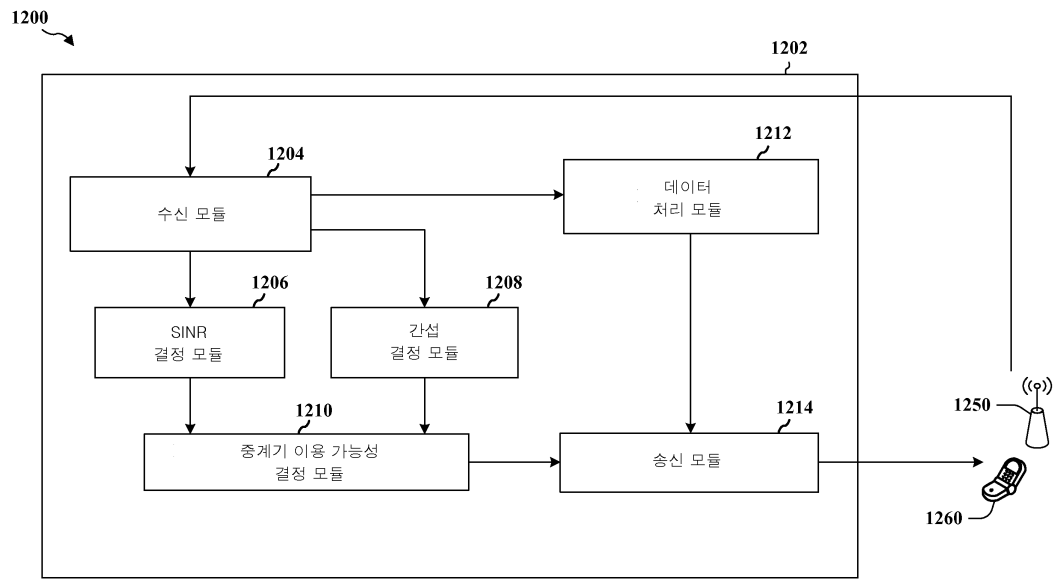 1200
1202
1204
수신 모듈
1212
데이터
처리 모듈
1206
SINR
결정 모듈
1208
간섭
결정 모듈
1210
중계기 이용 가능성
결정 모듈
1214
송신 모듈
1250
1260